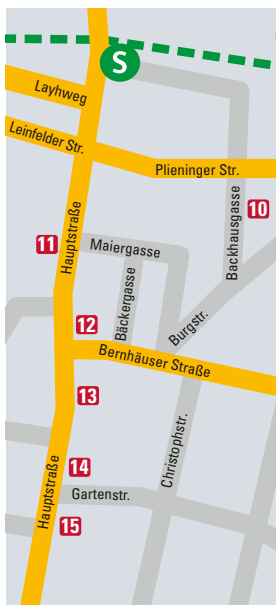 S
Layhweg
Leinfelder Str.
Plieninger Str.
10
Hauptstraße
11
Maiergasse
Backhausgasse
Bäckergasse
Burgstr.
12
Bernhäuser Straße
13
Christophstr.
14
Hauptstraße
Gartenstr.
15